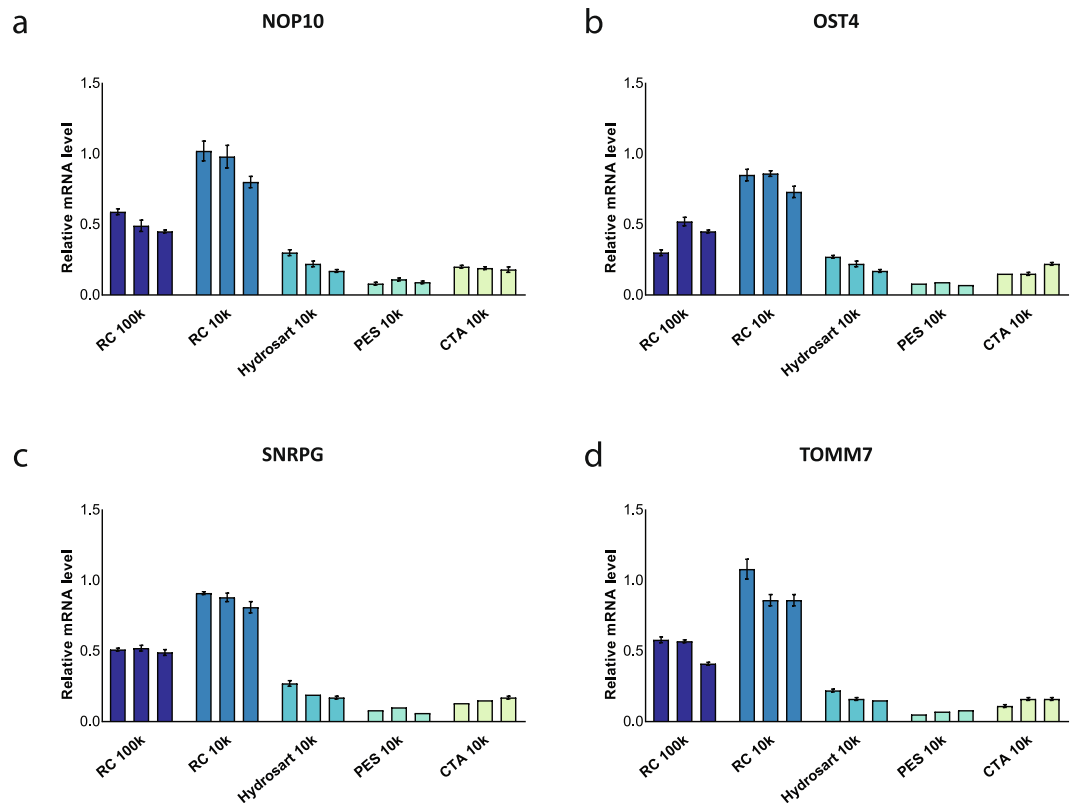 a
NOP10
Relative mRNA level
1.5
1.0
0.5
0.0
RC 100k
RC 10k
Hydrosart 10k
PES 10k
CTA 10k
b
OST4
Relative mRNA level
1.5
1.0
0.5
0.0
RC 100k
RC 10k
Hydrosart 10k
PES 10k
CTA 10k
c
SNRPG
Relative mRNA level
1.5
1.0
0.5
0.0
RC 100k
RC 10k
Hydrosart 10k
PES 10k
CTA 10k
d
TOMM7
Relative mRNA level
1.5
1.0
0.5
0.0
RC 100k
RC 10k
Hydrosart 10k
PES 10k
CTA 10k